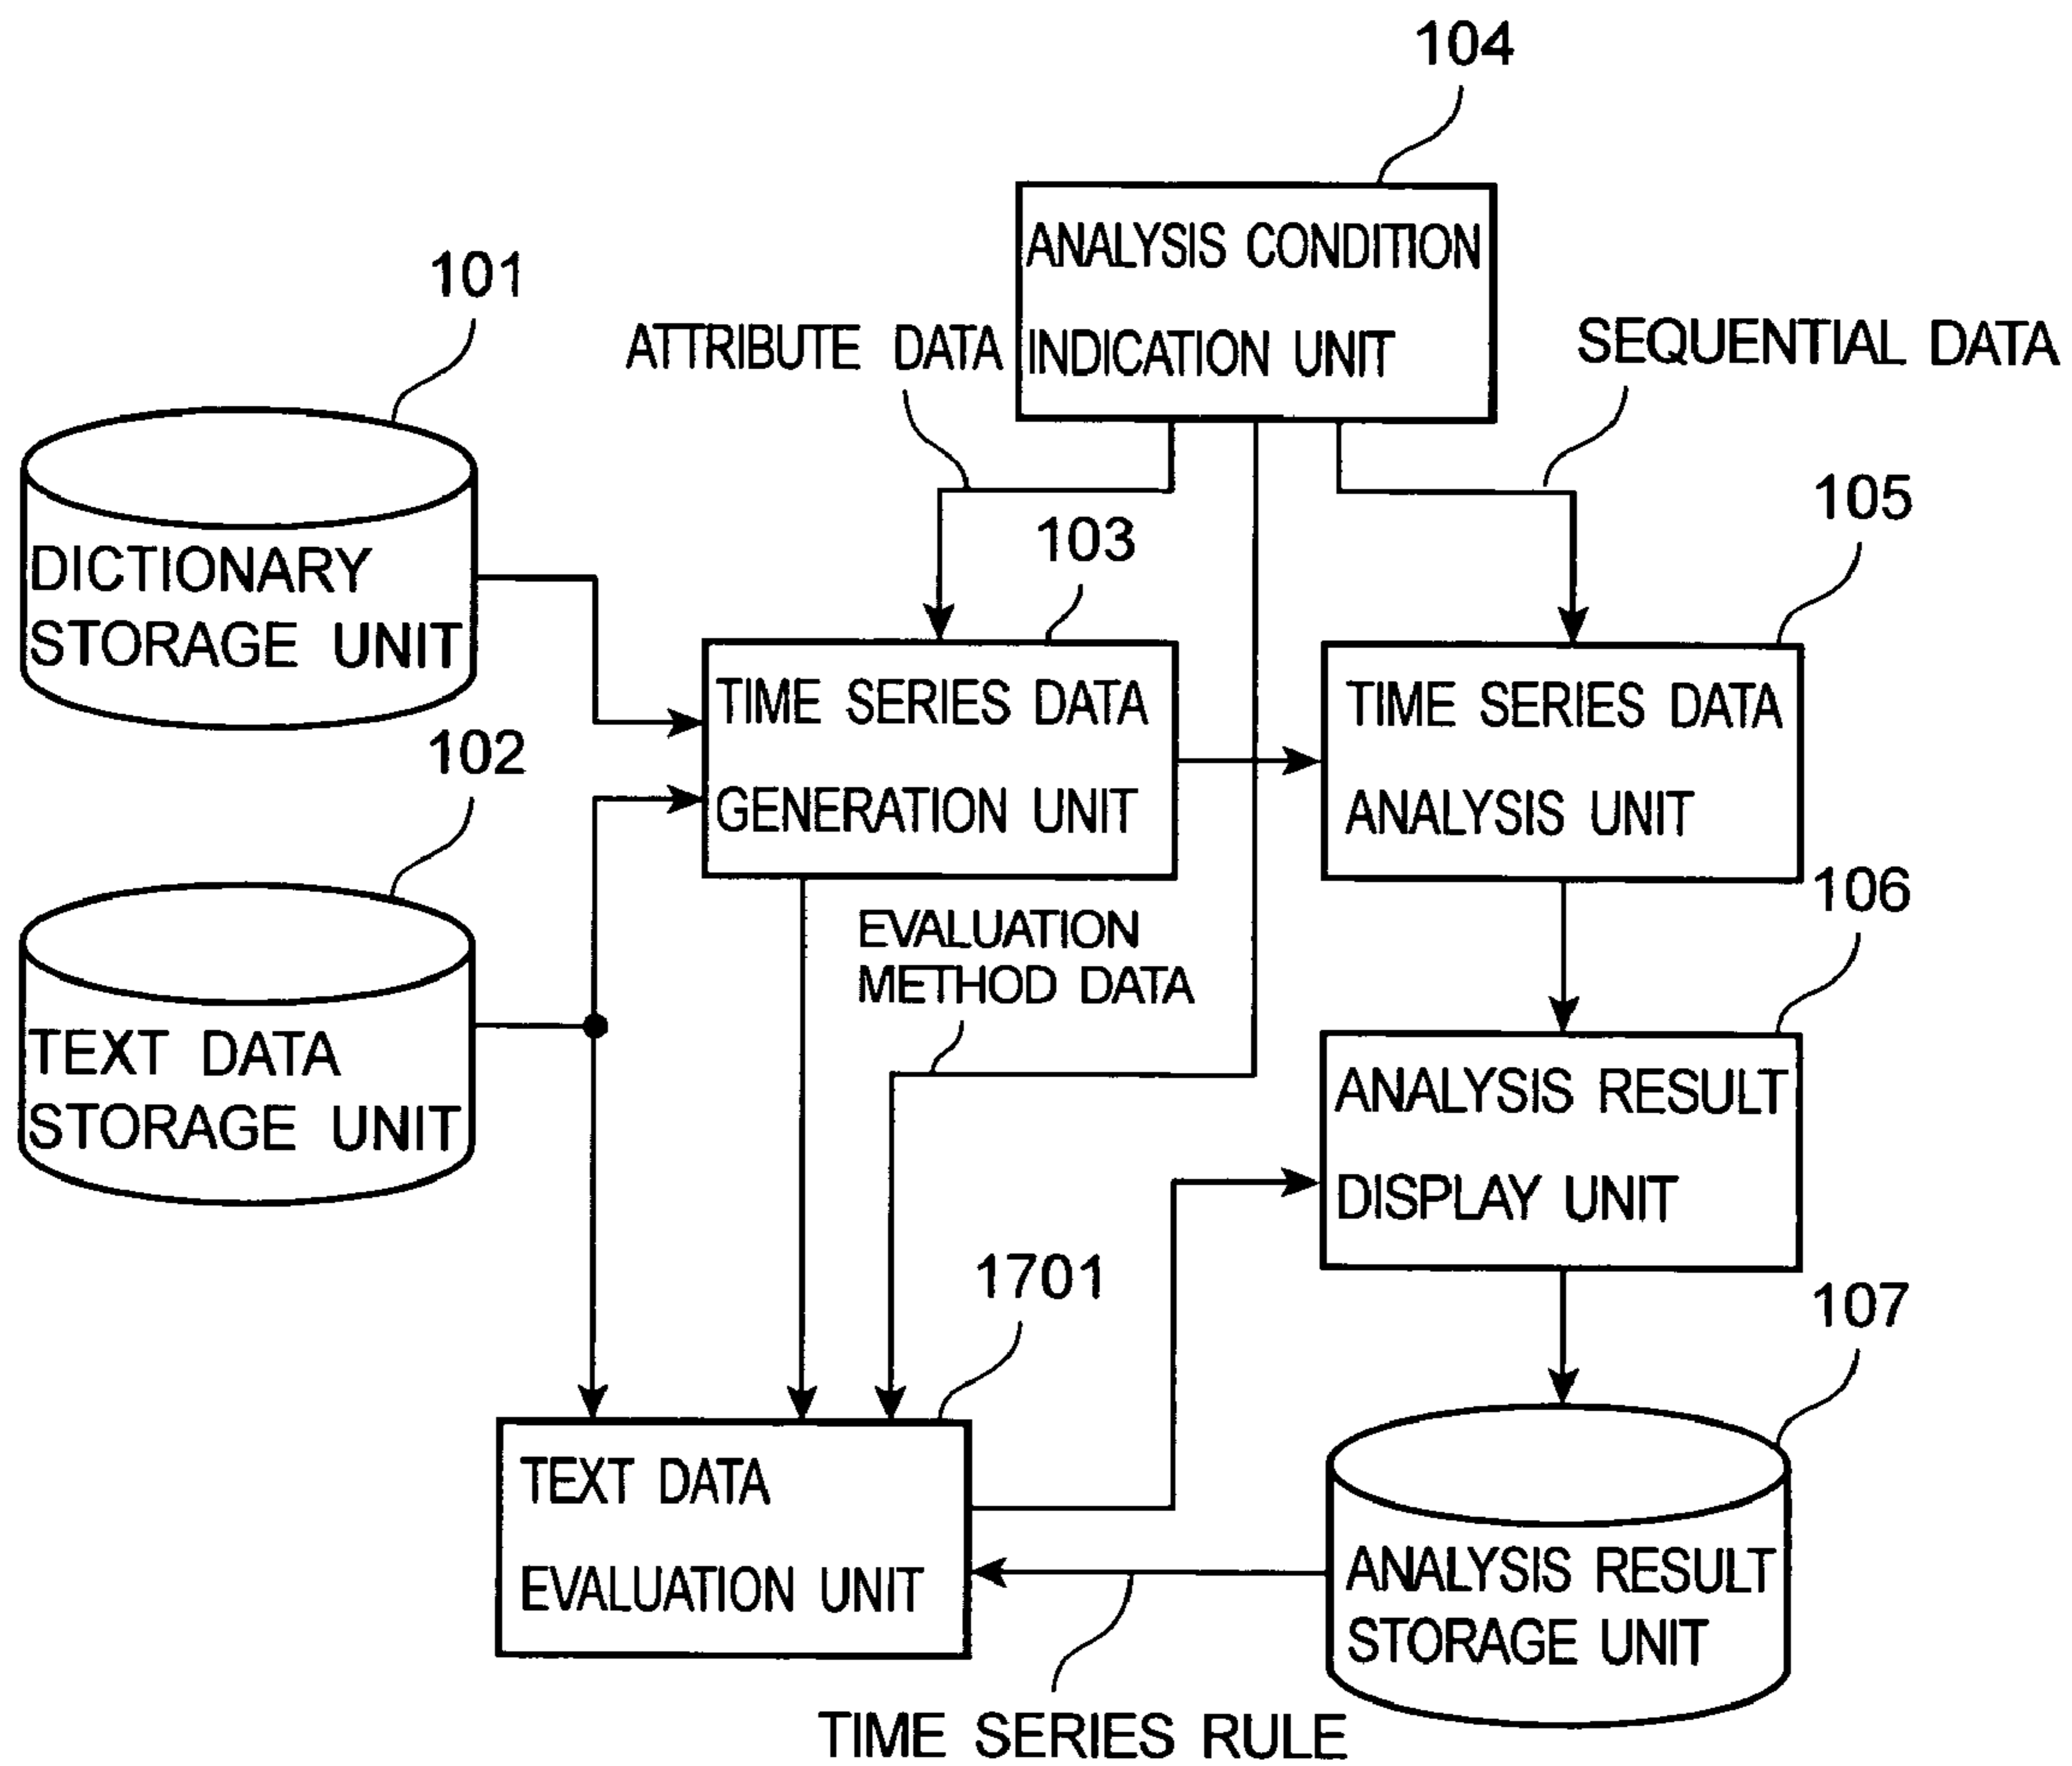 104
ANALYSIS CONDITION
INDICATION UNIT
101
ATTRIBUTE DATA
SEQUENTIAL DATA
105
103
DICTIONARY
STORAGE UNIT
TIME SERIES DATA
GENERATION UNIT
TIME SERIES DATA
ANALYSIS UNIT
102
106
EVALUATION
METHOD DATA
TEXT DATA
STORAGE UNIT
ANALYSIS RESULT
DISPLAY UNIT
1701
107
TEXT DATA
EVALUATION UNIT
ANALYSIS RESULT
STORAGE UNIT
TIME SERIES RULE